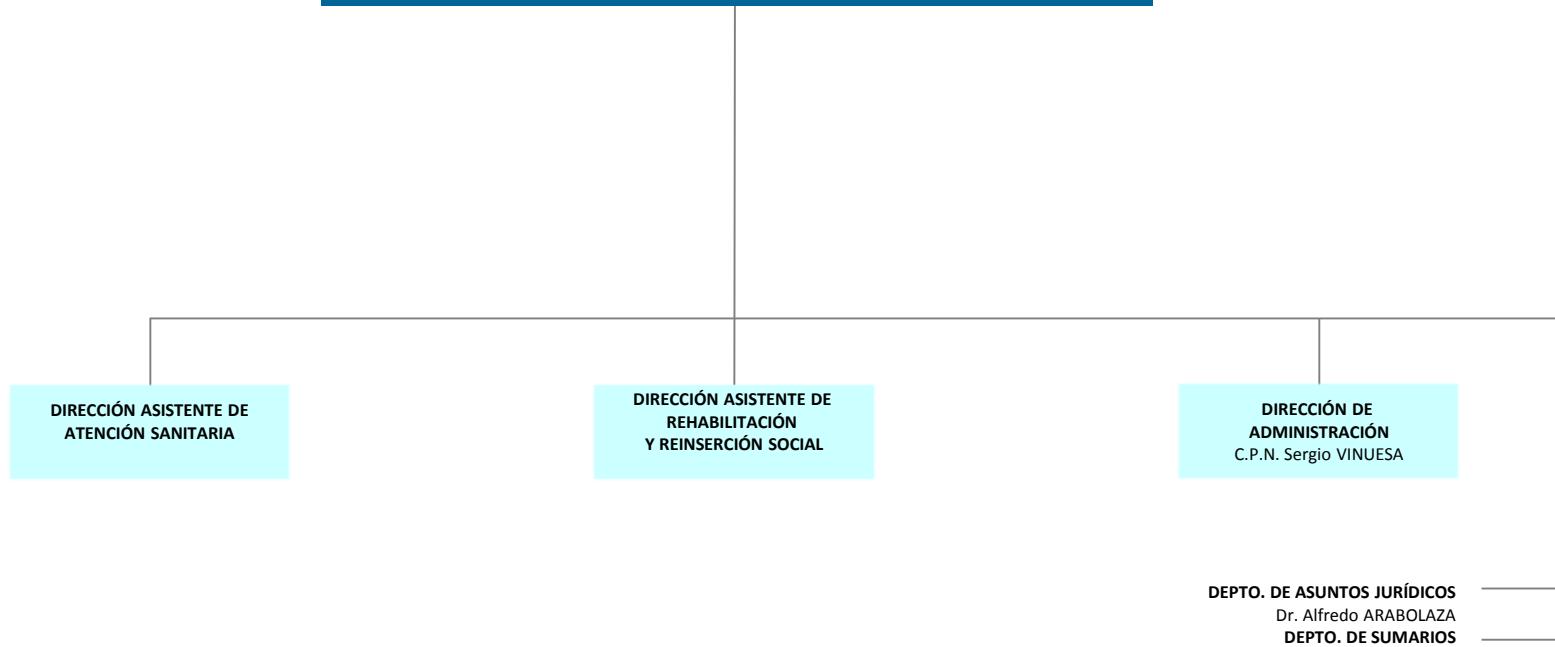 DIRECCIÓN ASISTENTE DE
ATENCIÓN SANITARIA
DIRECCIÓN ASISTENTE DE
REHABILITACIÓN
Y REINSERCIÓN SOCIAL
DIRECCIÓN DE
ADMINISTRACIÓN
C.P.N. Sergio VINUESA
DEPTO. DE ASUNTOS JURÍDICOS
Dr. Alfredo ARABOLAZA
DEPTO. DE SUMARIOS